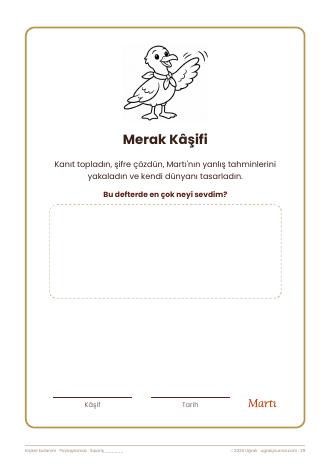 Merak Kâşifi
Kanıt topladın, şifre çözdün, Martı'nın yanlış tahminlerini
yakaladın ve kendi dünyanı tasarladın.
Bu defterde en çok neyi sevdim?
Kâşif
Tarih
Martı